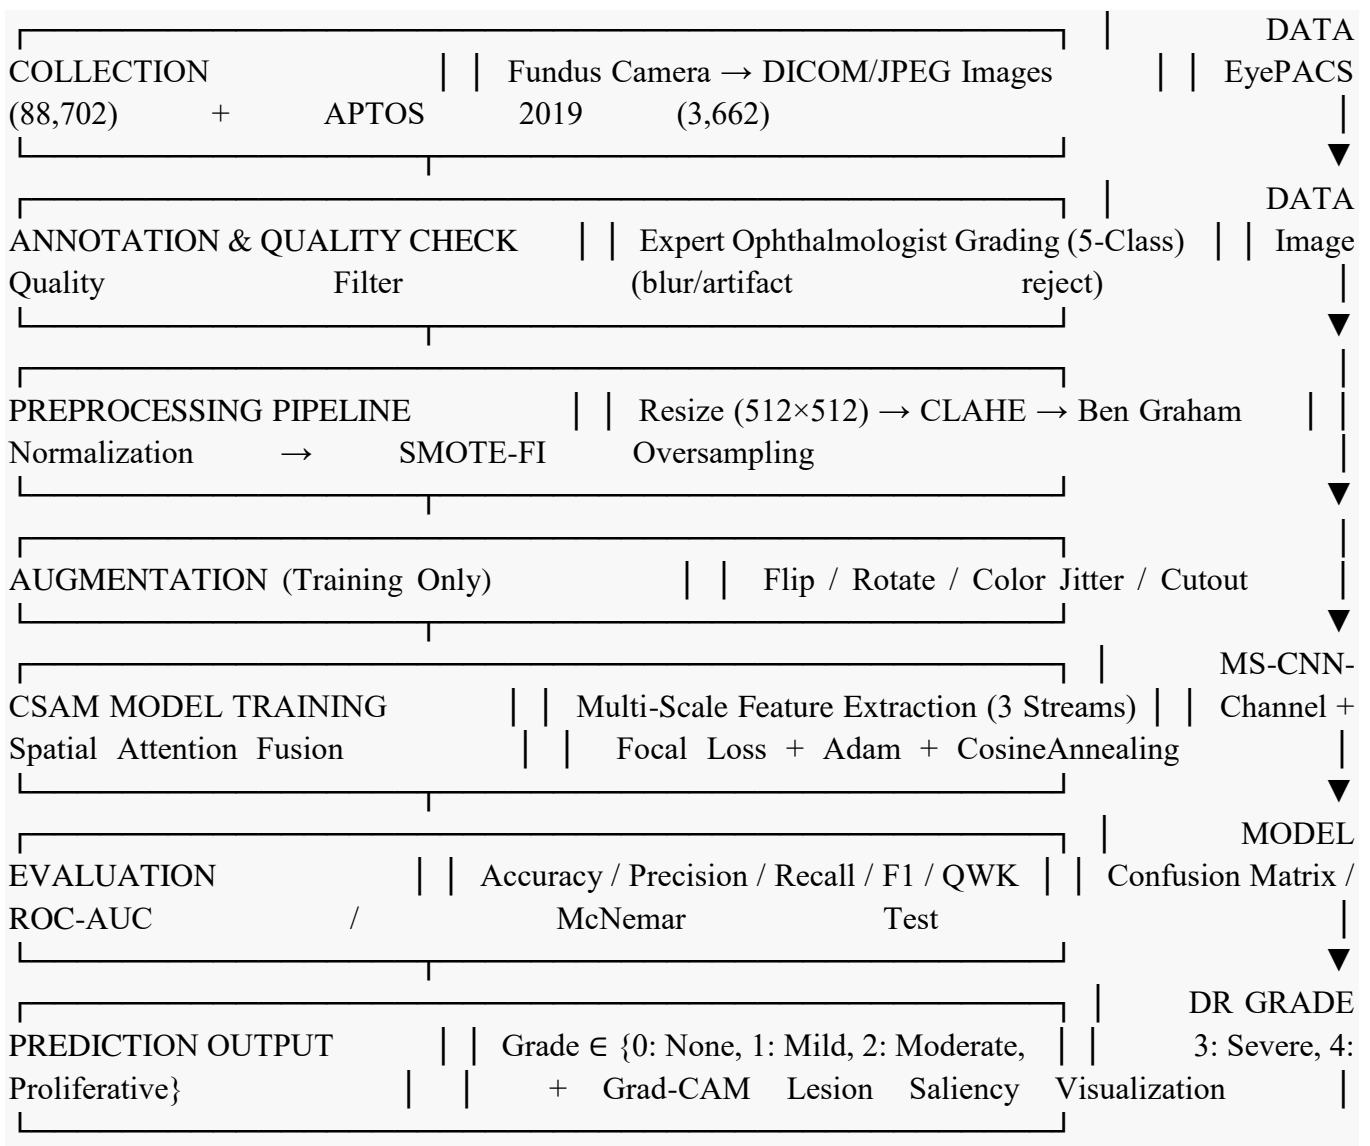 ┌──────────────────────────────┐ │ DATA
COLLECTION │ │ Fundus Camera → DICOM/JPEG Images │ │ EyePACS
(88,702) + APTOS 2019 (3,662) │
└───────────┬──────────────────┘ ▼
┌──────────────────────────────┐ │ DATA
ANNOTATION & QUALITY CHECK │ │ Expert Ophthalmologist Grading (5-Class) │ │ Image
Quality Filter (blur/artifact reject) │
└───────────┬──────────────────┘ ▼
┌──────────────────────────────┐ │
PREPROCESSING PIPELINE │ │ Resize (512×512) → CLAHE → Ben Graham │ │
Normalization → SMOTE-FI Oversampling │
└───────────┬──────────────────┘ ▼
┌──────────────────────────────┐ │
AUGMENTATION (Training Only) │ │ Flip / Rotate / Color Jitter / Cutout │
└───────────┬──────────────────┘ ▼
┌──────────────────────────────┐ │ MS-CNN-
CSAM MODEL TRAINING │ │ Multi-Scale Feature Extraction (3 Streams) │ │ Channel +
Spatial Attention Fusion │ │ Focal Loss + Adam + CosineAnnealing │
└───────────┬──────────────────┘ ▼
┌──────────────────────────────┐ │ MODEL
EVALUATION │ │ Accuracy / Precision / Recall / F1 / QWK │ │ Confusion Matrix /
ROC-AUC / McNemar Test │
└───────────┬──────────────────┘ ▼
┌──────────────────────────────┐ │ DR GRADE
PREDICTION OUTPUT │ │ Grade ∈ {0: None, 1: Mild, 2: Moderate, │ │ 3: Severe, 4:
Proliferative} │ │ + Grad-CAM Lesion Saliency Visualization │
└──────────────────────────────┘